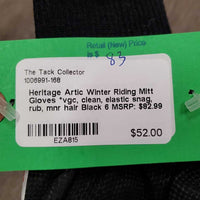 Retail (New) Price
is $ 83
The Tack Collector
1006991-168
Heritage Artic Winter Riding Mitt
Gloves *vgc, clean, elastic snag,
rub, mnr hair Black 6 MSRP: $82.99
EZA815
$52.00